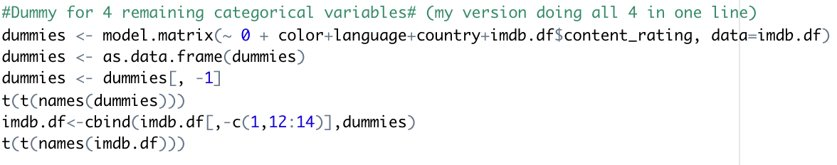 #Dummy for 4 remaining categorical variables# (my version doing all 4 in one line)
dummies <- model.matrix(~ 0 + color+language+country+imdb.df$content_rating, data=imdb.df)
dummies <- as.data.frame(dummies)
dummies <- dummies[, -1]
t(t(names(dummies)))
imdb.df<-cbind(imdb.df[,-c(1,12:14)],dummies)
t(t(names(imdb.df)))